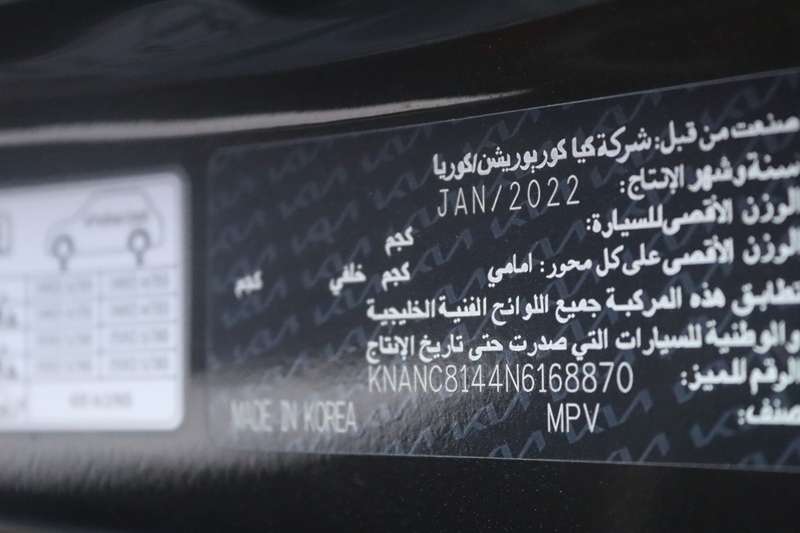 صنعت من قبل: شركة كيا كوربوريشن/كوريا
سنة وشهر الإنتاج: JAN/2022
الوزن الأقصى للسيارة: كجم
الوزن الأقصى على كل محور: امامي كجم خلفي كجم
تطابق هذه المركبة جميع اللوائح الفنية الخليجية
والوطنية للسيارات التي صدرت حتى تاريخ الإنتاج
الرقم المميز: KNANC8144N6168870
صنف: MPV MADE IN KOREA